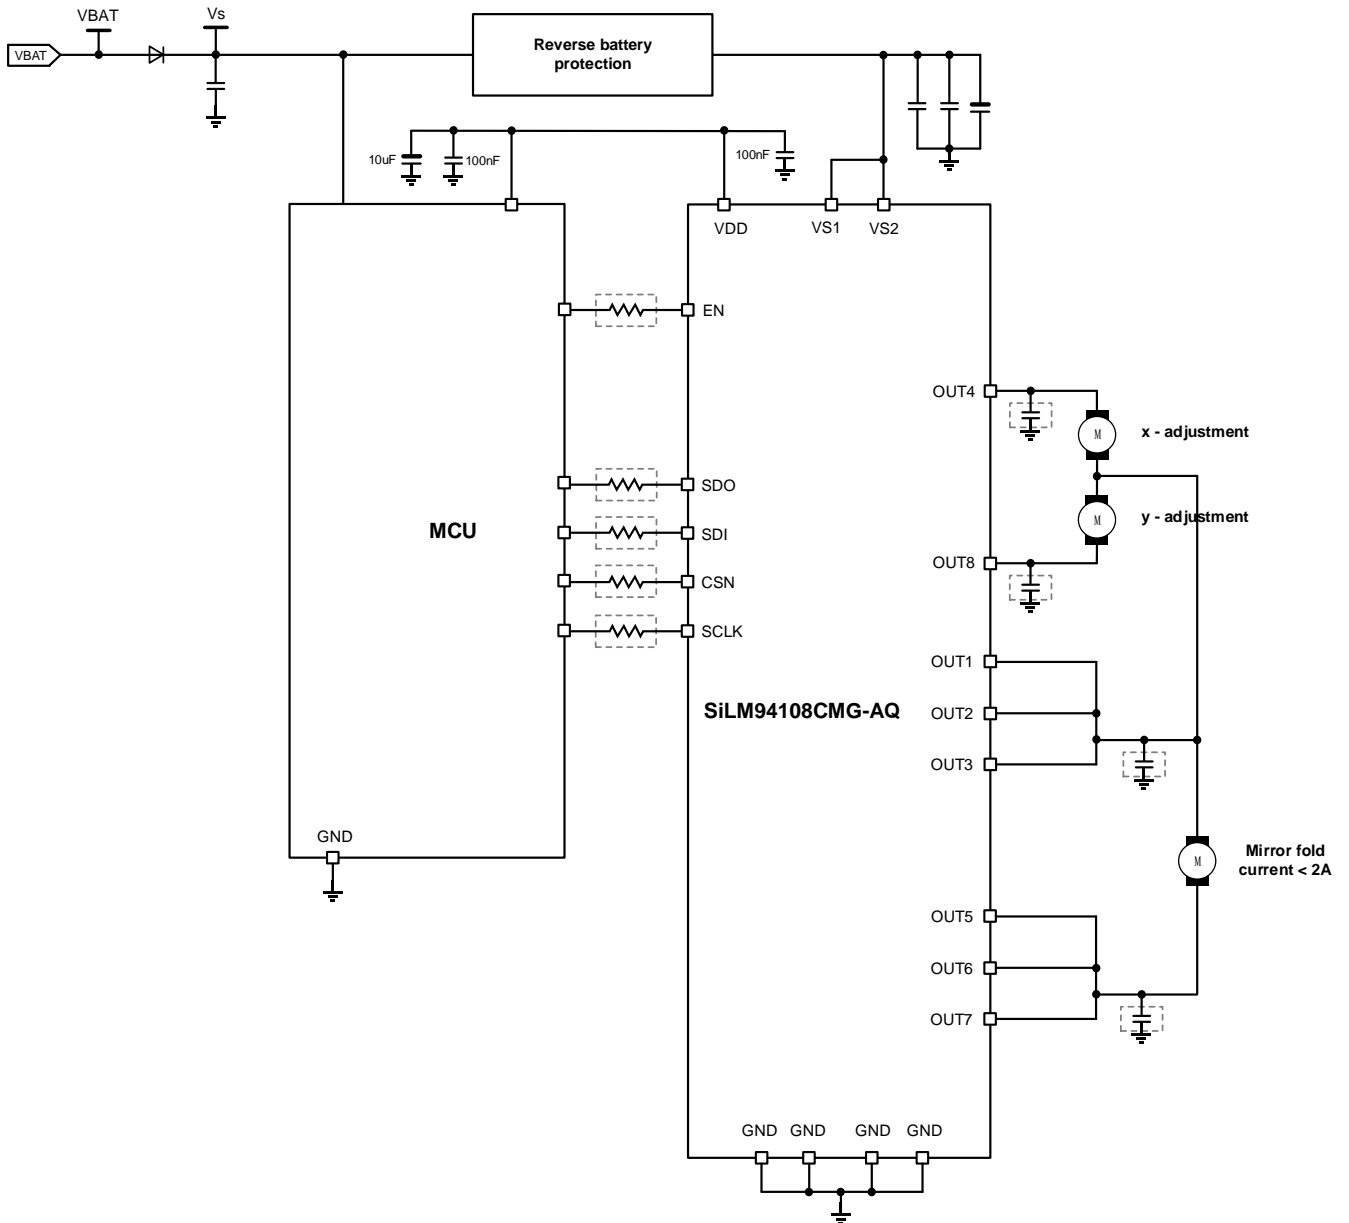 VBAT
Vs
VBAT
Reverse battery
protection
10uF
100nF
100nF
VDD
VS1
VS2
EN
OUT4
M
x - adjustment
SDO
M
y - adjustment
MCU
SDI
OUT8
CSN
SCLK
OUT1
SiLM94108CMG-AQ
OUT2
OUT3
GND
M
Mirror fold
current < 2A
OUT5
OUT6
OUT7
GND
GND
GND
GND